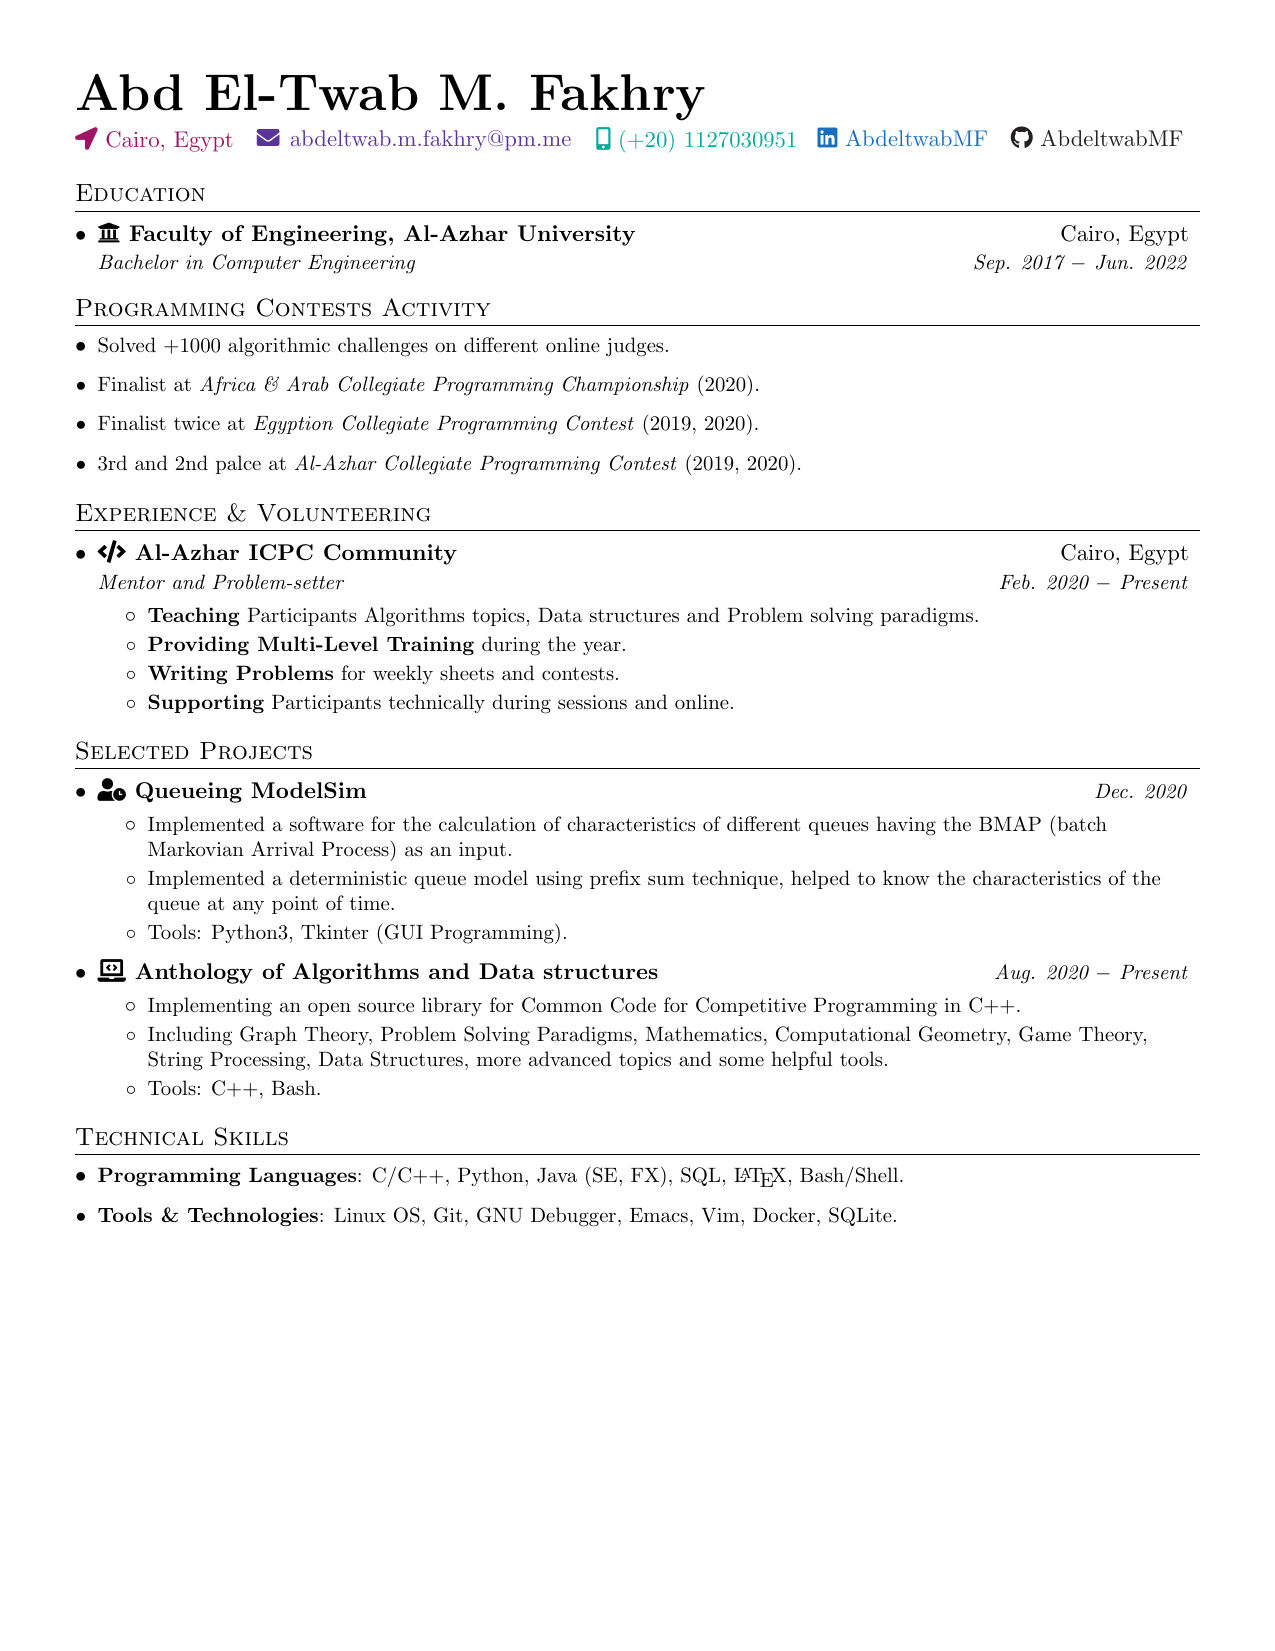 Abd El-Twab M. Fakhry
Cairo, Egypt abdeltwab.m.fakhry@pm.me (+20) 1127030951 AbdeltwabMF AbdeltwabMF
Education
• Faculty of Engineering, Al-Azhar University Cairo, Egypt
Bachelor in Computer Engineering Sep. 2017 – Jun. 2022
Programming Contests Activity
• Solved +1000 algorithmic challenges on different online judges.
• Finalist at Africa & Arab Collegiate Programming Championship (2020).
• Finalist twice at Egyption Collegiate Programming Contest (2019, 2020).
• 3rd and 2nd palce at Al-Azhar Collegiate Programming Contest (2019, 2020).
Experience & Volunteering
• Al-Azhar ICPC Community Cairo, Egypt
Mentor and Problem-setter Feb. 2020 – Present
◦ Teaching Participants Algorithms topics, Data structures and Problem solving paradigms.
◦ Providing Multi-Level Training during the year.
◦ Writing Problems for weekly sheets and contests.
◦ Supporting Participants technically during sessions and online.
Selected Projects
• Queueing ModelSim Dec. 2020
◦ Implemented a software for the calculation of characteristics of different queues having the BMAP (batch
Markovian Arrival Process) as an input.
◦ Implemented a deterministic queue model using prefix sum technique, helped to know the characteristics of the
queue at any point of time.
◦ Tools: Python3, Tkinter (GUI Programming).
• Anthology of Algorithms and Data structures Aug. 2020 – Present
◦ Implementing an open source library for Common Code for Competitive Programming in C++.
◦ Including Graph Theory, Problem Solving Paradigms, Mathematics, Computational Geometry, Game Theory,
String Processing, Data Structures, more advanced topics and some helpful tools.
◦ Tools: C++, Bash.
Technical Skills
• Programming Languages: C/C++, Python, Java (SE, FX), SQL, LATEX, Bash/Shell.
• Tools & Technologies: Linux OS, Git, GNU Debugger, Emacs, Vim, Docker, SQLite.